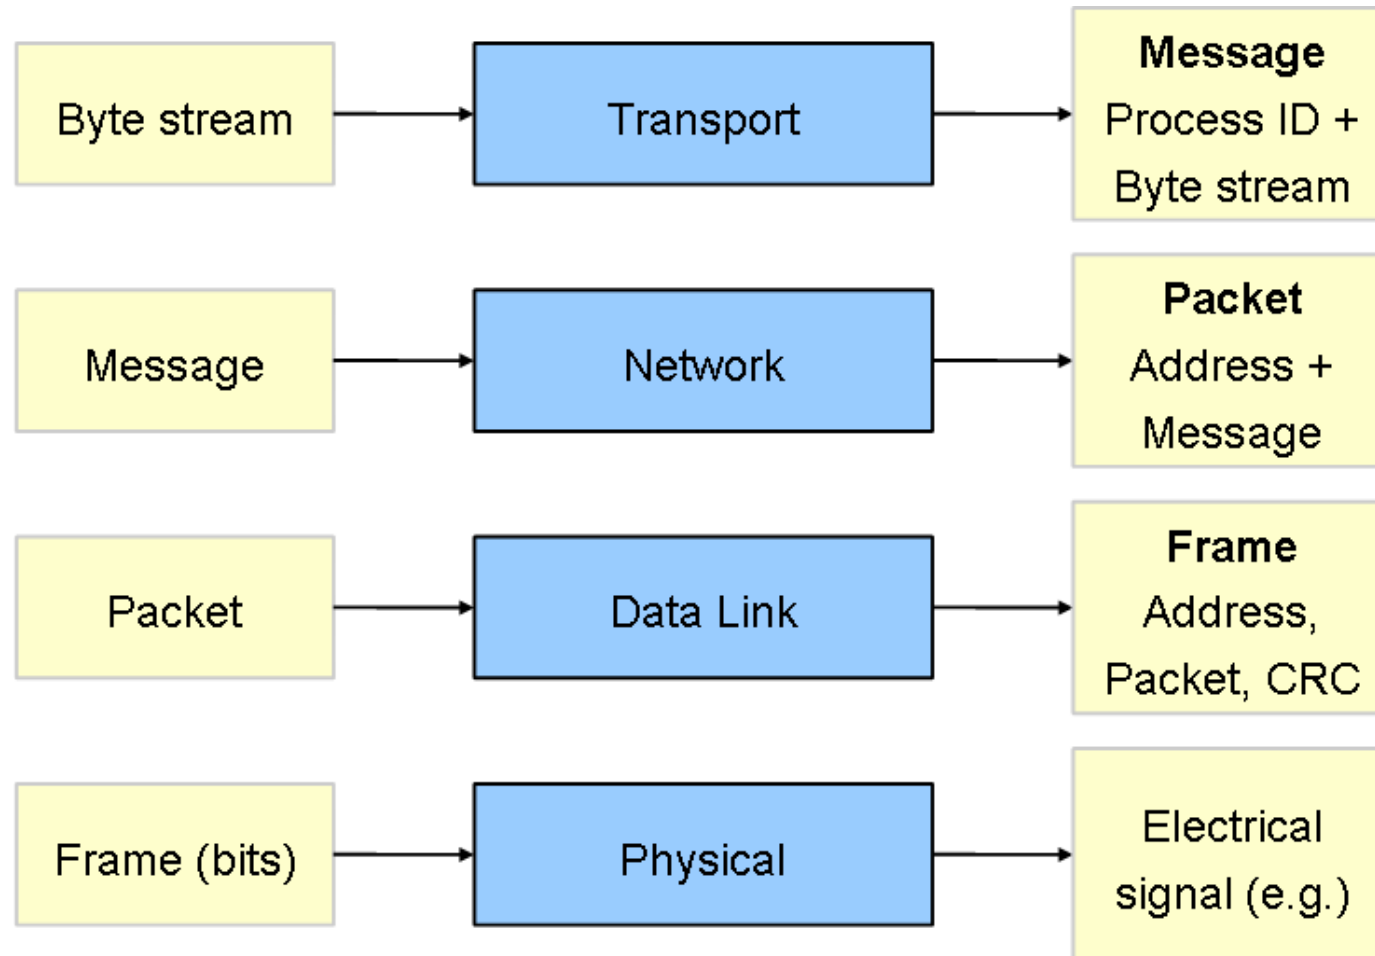 Byte stream
Transport
Message
Process ID +
Byte stream
Message
Network
Packet
Address +
Message
Packet
Data Link
Frame
Address,
Packet, CRC
Frame (bits)
Physical
Electrical
signal (e.g.)